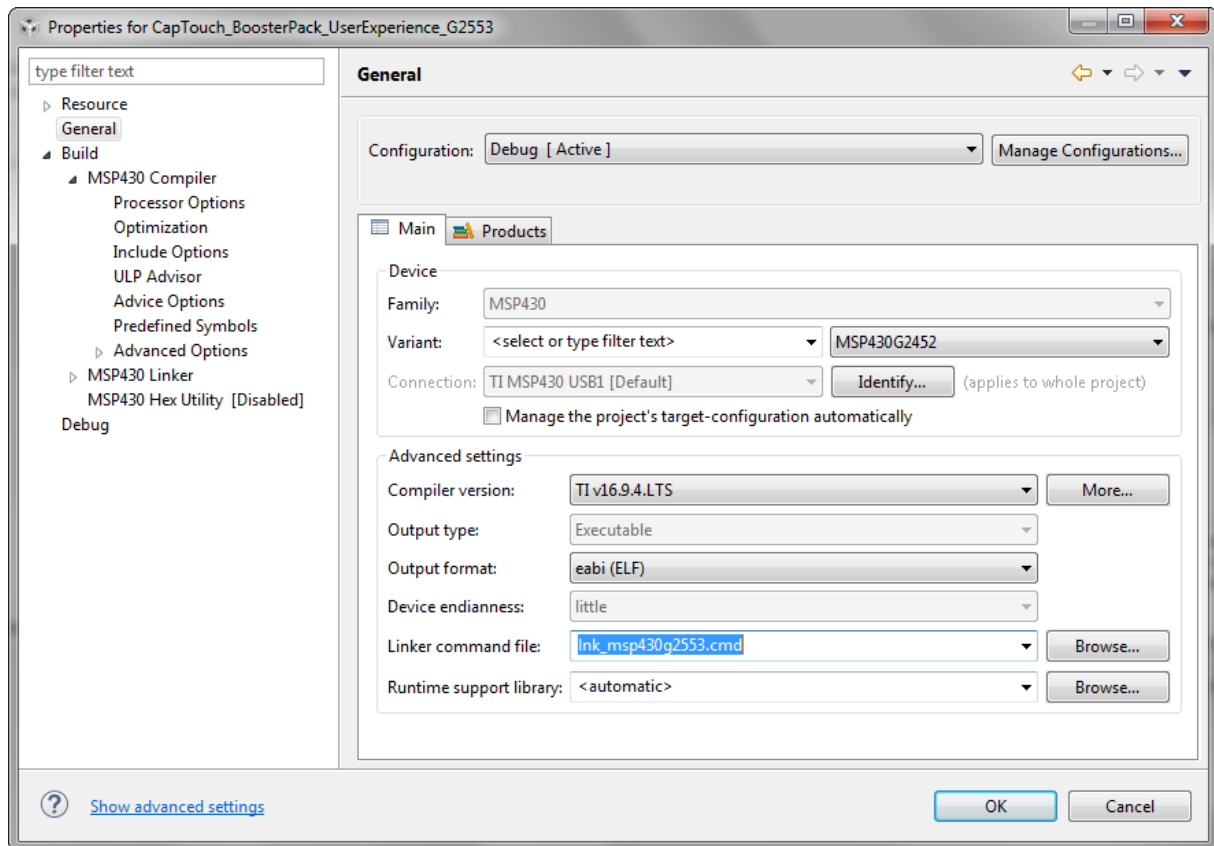 Properties for CapTouch_BoosterPack_UserExperience_G2553
type filter text
Resource
General
Build
MSP430 Compiler
Processor Options
Optimization
Include Options
ULP Advisor
Advice Options
Predefined Symbols
Advanced Options
MSP430 Linker
MSP430 Hex Utility [Disabled]
Debug
General
Configuration: Debug [ Active ] Manage Configurations...
Main Products
Device
Family: MSP430
Variant: <select or type filter text> MSP430G2452
Connection: TI MSP430 USB1 [Default] Identify... (applies to whole project)
Manage the project's target-configuration automatically
Advanced settings
Compiler version: TI v16.9.4.LTS More...
Output type: Executable
Output format: eabi (ELF)
Device endianness: little
Linker command file: lnk_msp430g2553.cmd Browse...
Runtime support library: <automatic> Browse...
? Show advanced settings OK Cancel